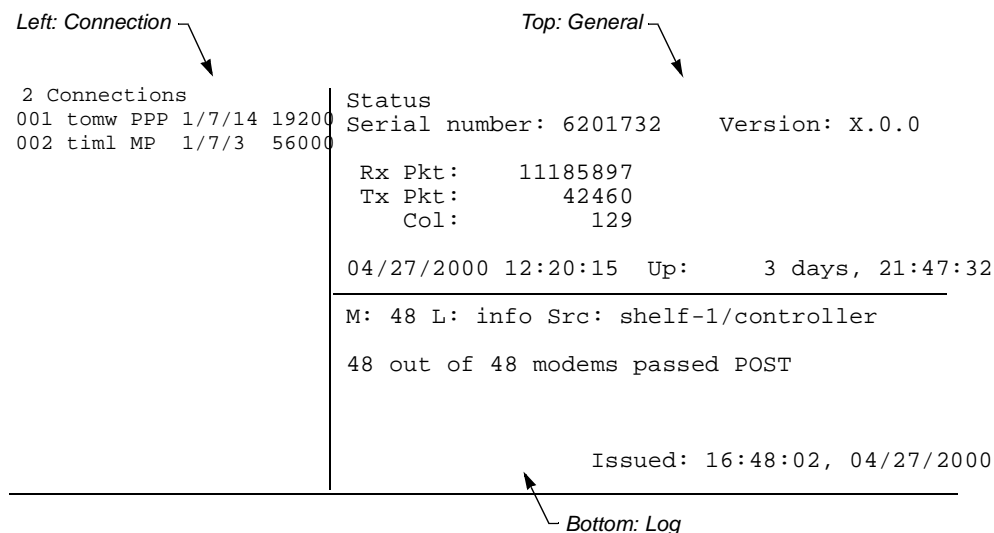 Left: Connection
Top: General
2 Connections
001 tomw PPP 1/7/14 19200
002 timl MP 1/7/3 56000
Status
Serial number: 6201732 Version: X.0.0
Rx Pkt: 11185897
Tx Pkt: 42460
Col: 129
04/27/2000 12:20:15 Up: 3 days, 21:47:32
M: 48 L: info Src: shelf-1/controller
48 out of 48 modems passed POST
Issued: 16:48:02, 04/27/2000
Bottom: Log